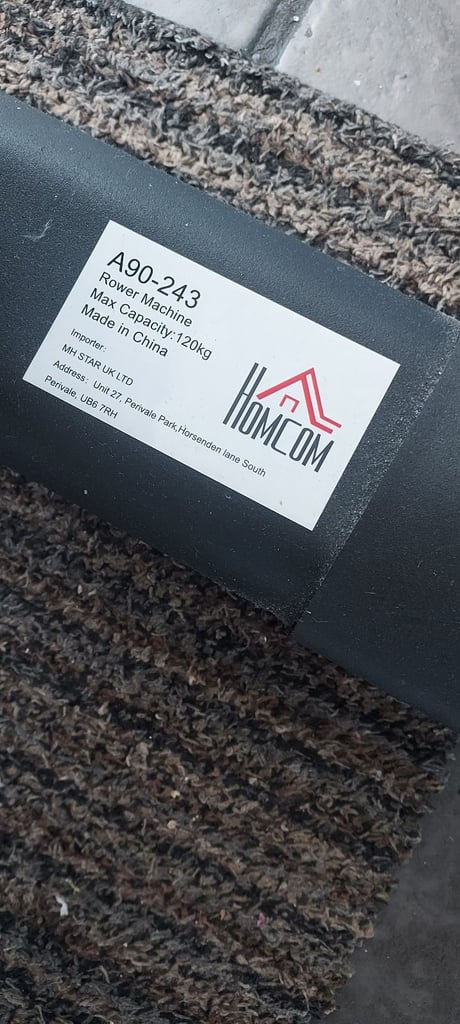 A90-243
Rower Machine
Max Capacity:120kg
Made in China
Importer:
MH STAR UK LTD
Address: Unit 27, Perivale Park,Horsenden lane South
Perivale, UB6 7RH
HOMCOM